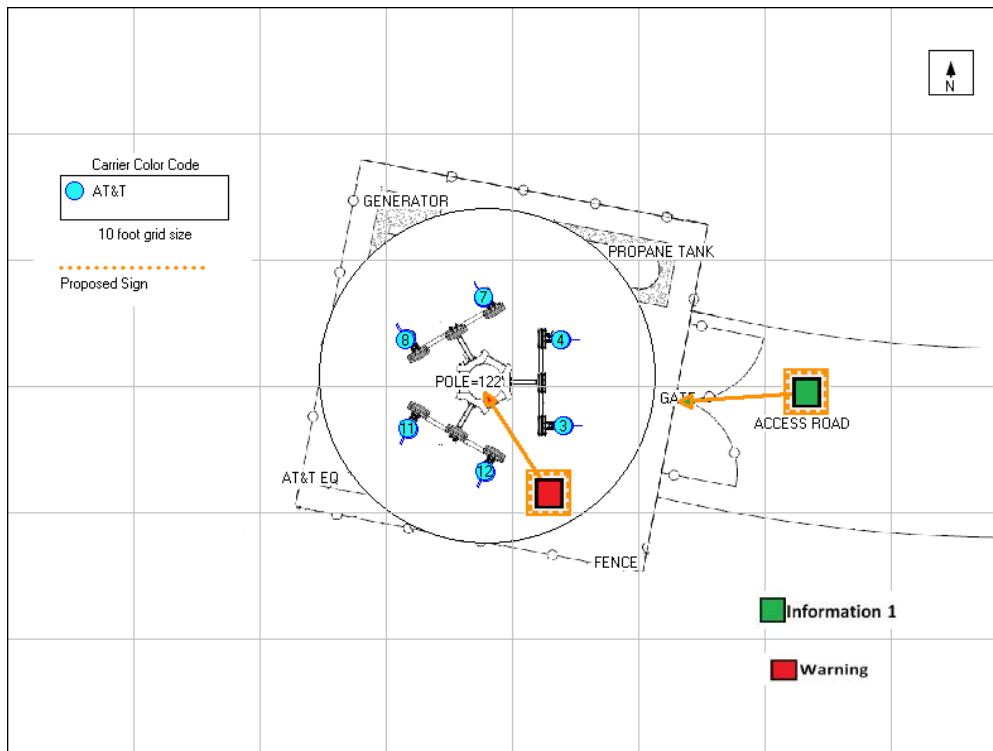 N
Carrier Color Code
AT&T
10 foot grid size
Proposed Sign
GENERATOR
PROPANE TANK
7
8
4
POLE=122'
GATE
ACCESS ROAD
11
3
12
AT&T EQ
FENCE
Information 1
Warning